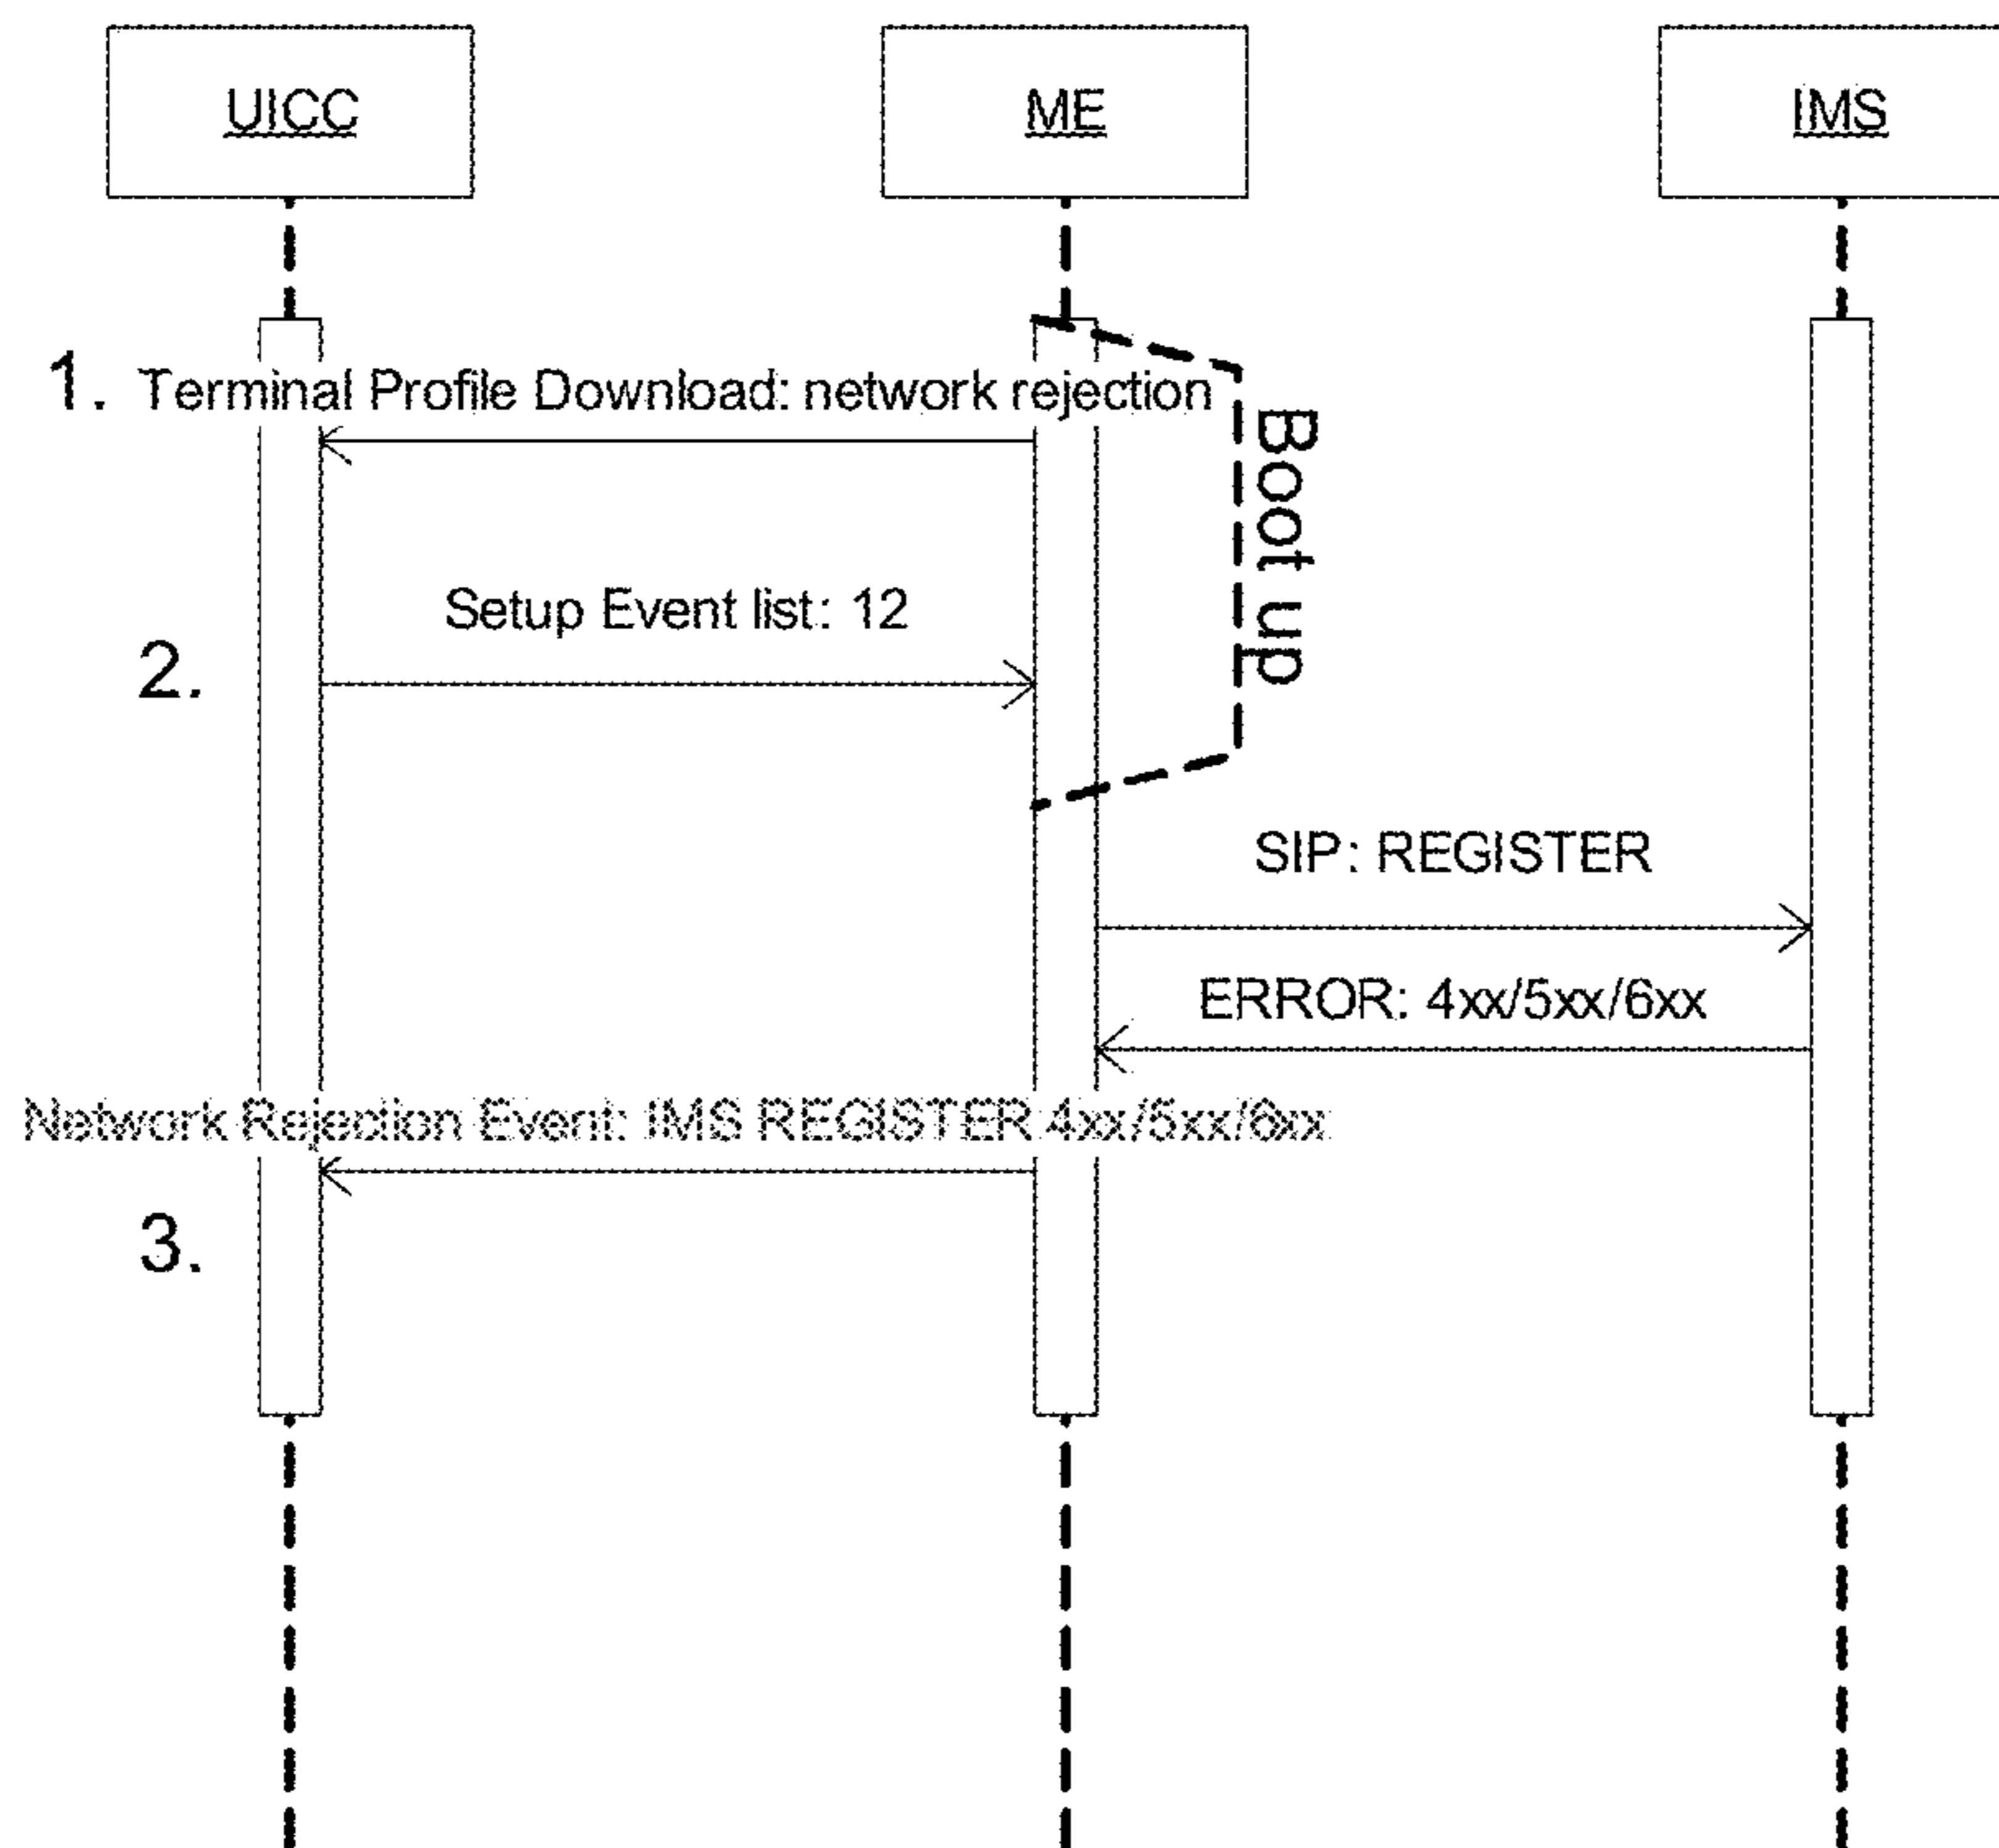 UICC
ME
IMS
1. Terminal Profile Download: network rejection
Boot up
Setup Event list: 12
2.
SIP: REGISTER
ERROR: 4xx/5xx/6xx
Network Rejection Event: IMS REGISTER 4xx/5xx/6xx
3.